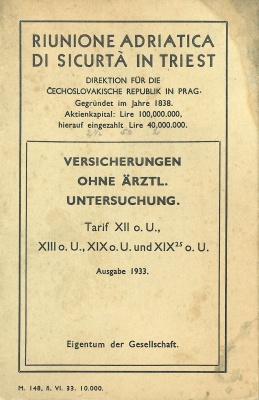 RIUNIONE ADRIATICA
DI SICURTÀ IN TRIEST
DIREKTION FÜR DIE
ČECHOSLOVAKISCHE REPUBLIK IN PRAG.
Gegründet im Jahre 1838.
Aktienkapital: Lire 100,000.000,
hierauf eingezahlt Lire 40,000.000.
VERSICHERUNGEN
OHNE ÄRZTL.
UNTERSUCHUNG.
Tarif XII o. U.,
XIII o. U., XIX o. U. und XIX²⁵ o. U.
Ausgabe 1933.
Eigentum der Gesellschaft.
M. 148, ň. VI. 33. 10.000.